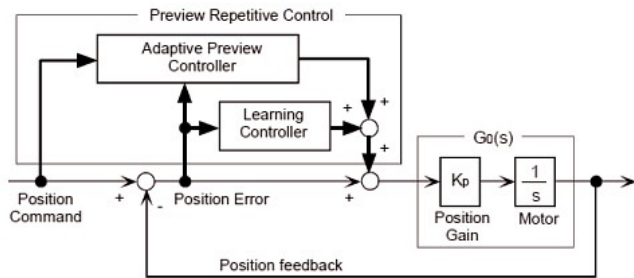 Preview Repetitive Control
Adaptive Preview
Controller
Learning
Controller
+ +
+
G0(s)
Position
Command
+
-
Position Error
+
Kp
Position
Gain
1
s
Motor
Position feedback